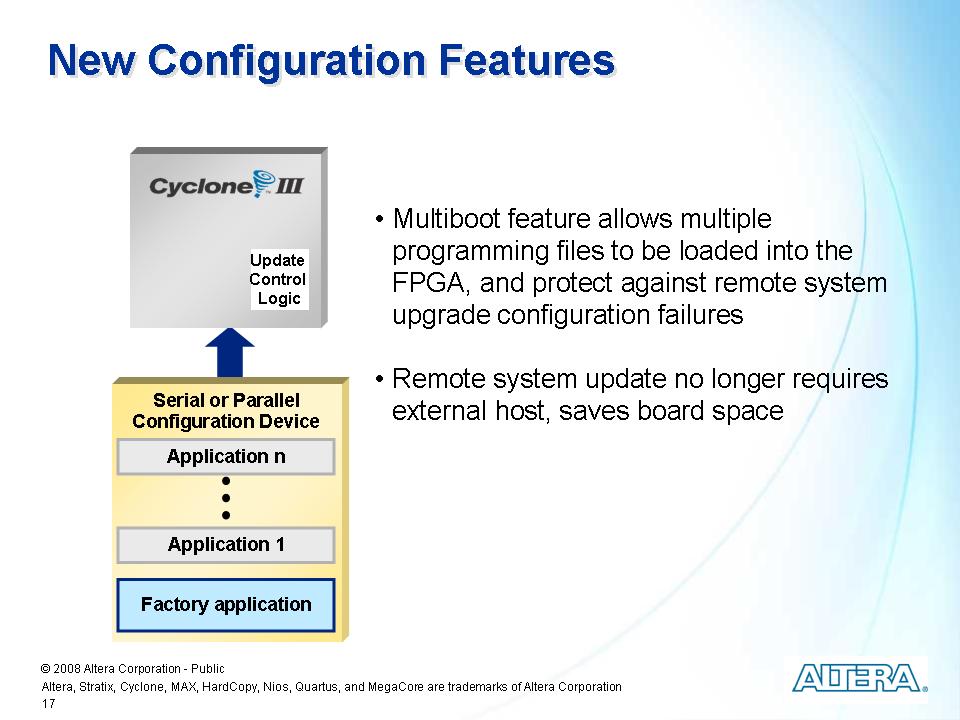 New Configuration Features
Cyclone III
Update
Control
Logic
Serial or Parallel
Configuration Device
Application n
Application 1
Factory application
• Multiboot feature allows multiple
programming files to be loaded into the
FPGA, and protect against remote system
upgrade configuration failures
• Remote system update no longer requires
external host, saves board space
© 2008 Altera Corporation - Public
Altera, Stratix, Cyclone, MAX, HardCopy, Nios, Quartus, and MegaCore are trademarks of Altera Corporation
17
ALTERA®